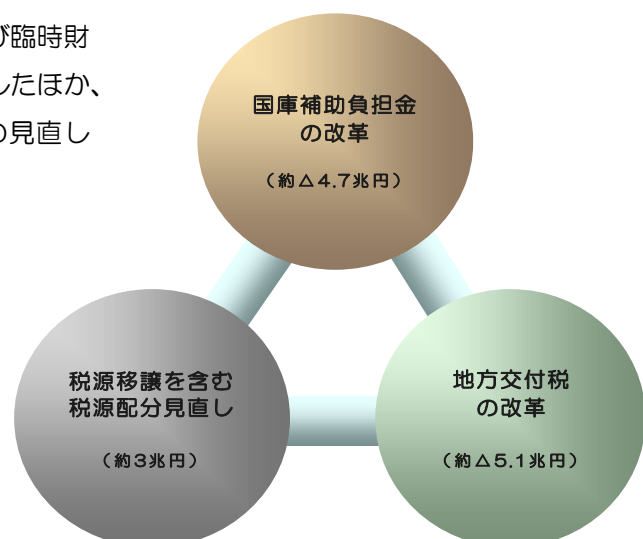 び臨時財
したほか、
の見直し
国庫補助負担金
の改革
（約△4.7兆円）
税源移譲を含む
税源配分見直し
（約3兆円）
地方交付税
の改革
（約△5.1兆円）